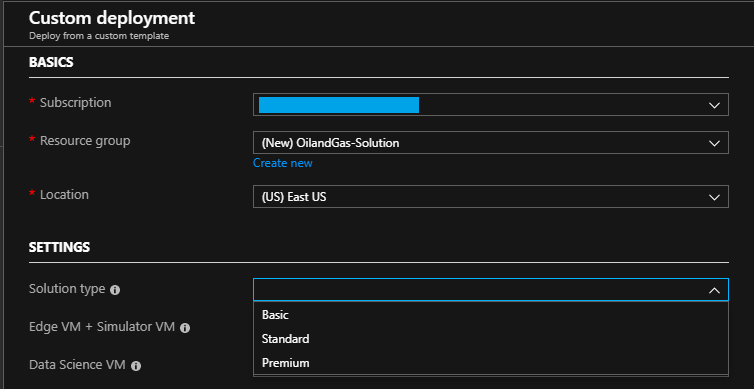 Custom deployment
Deploy from a custom template
BASICS
* Subscription
* Resource group
(New) OilandGas-Solution
Create new
* Location
(US) East US
SETTINGS
Solution type
Basic
Edge VM + Simulator VM
Standard
Premium
Data Science VM